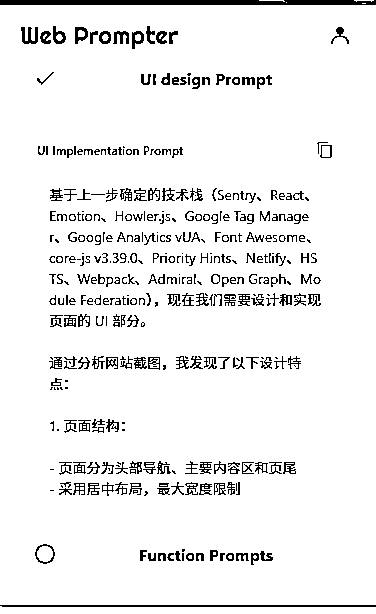 Web Prompter
UI design Prompt
UI Implementation Prompt
基于上一步确定的技术栈（Sentry、React、
Emotion、Howler.js、Google Tag Manage
r、Google Analytics vUA、Font Awesome、
core-js v3.39.0、Priority Hints、Netlify、HS
TS、Webpack、Admiral、Open Graph、Mo
dule Federation），现在我们需要设计和实现
页面的 UI 部分。
通过分析网站截图，我发现了以下设计特
点：
1. 页面结构：
- 页面分为头部导航、主要内容区和页尾
- 采用居中布局，最大宽度限制
Function Prompts